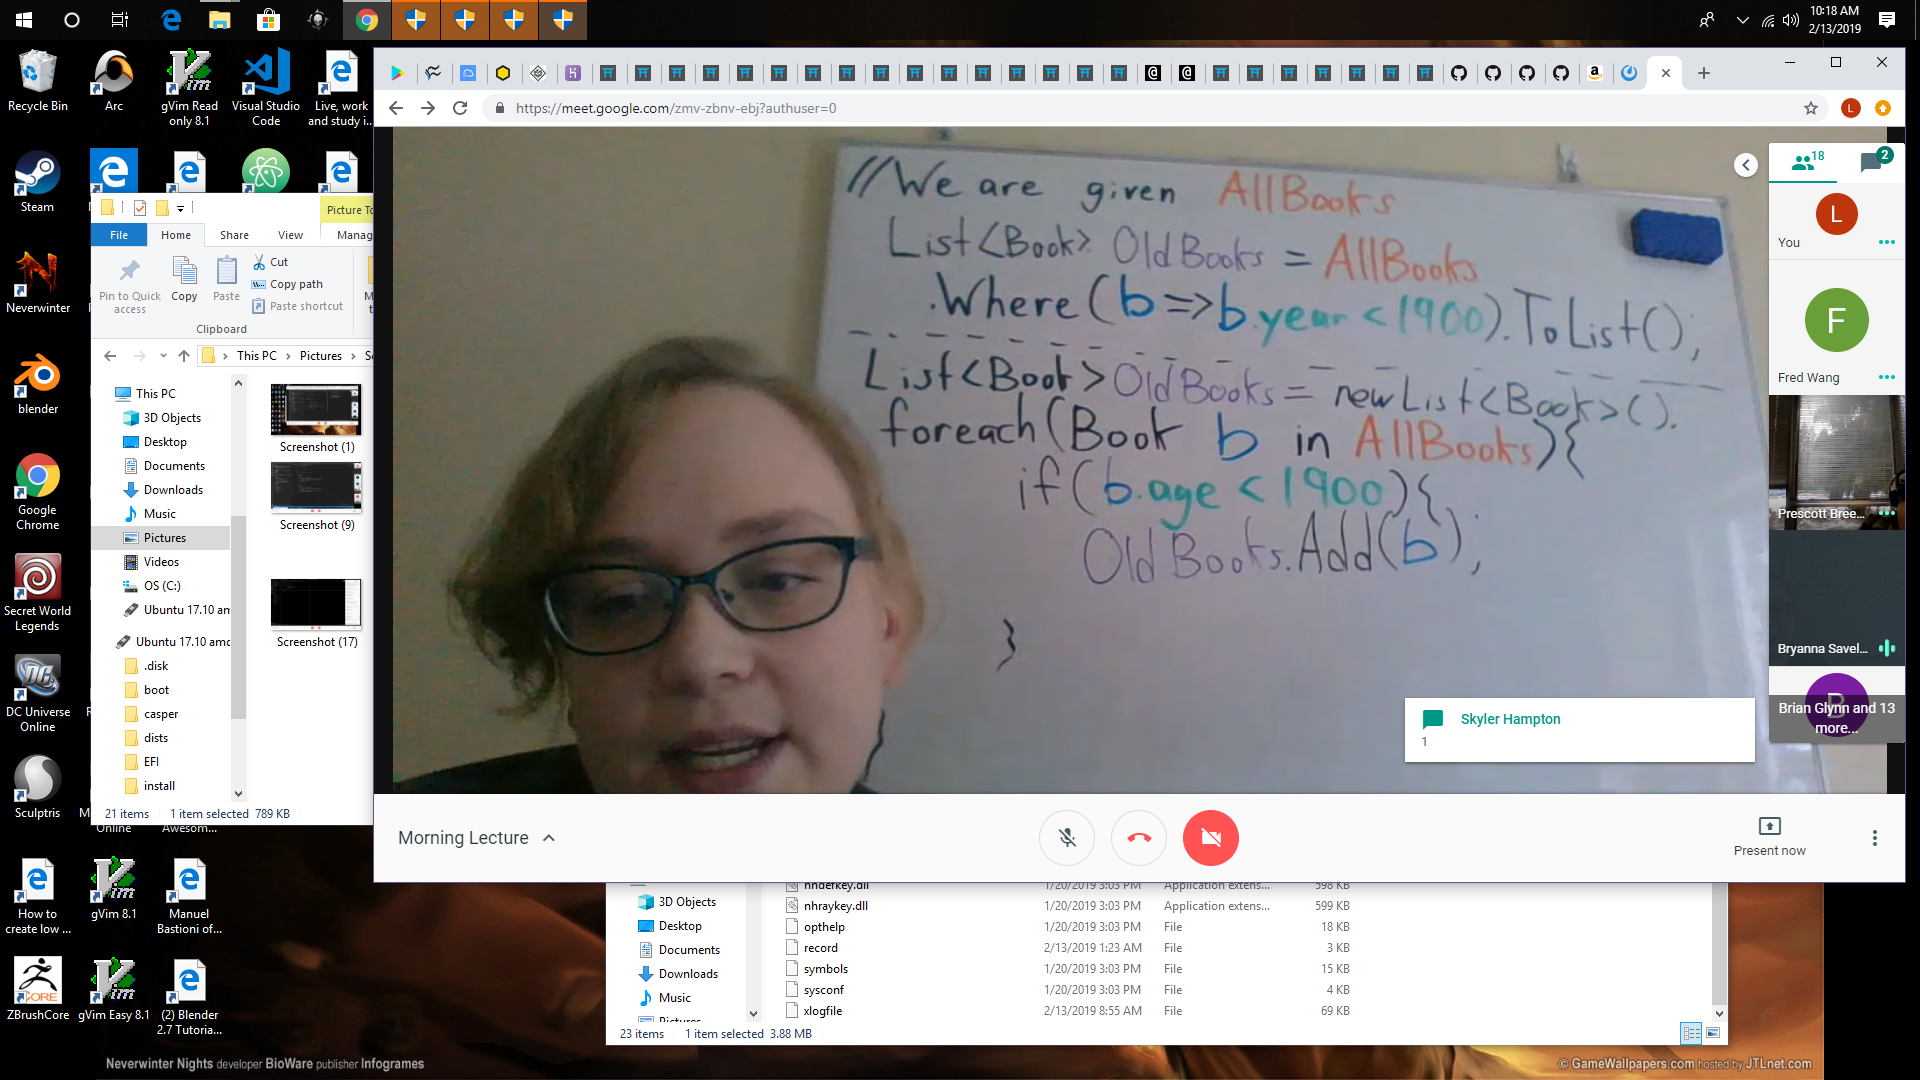 10:18 AM
2/13/2019
Recycle Bin
Arc
gVim Read only 8.1
Visual Studio Code
Live, work and study i...
Steam
Neverwinter
blender
Google Chrome
Secret World Legends
DC Universe Online
Sculptris
Online
Awesom...
How to create low ...
gVim 8.1
Manuel Bastioni of...
ZBrushCore
gVim Easy 8.1
(2) Blender 2.7 Tutoria...
Picture To
File
Home
Share
View
Manag
Pin to Quick access
Copy
Paste
Cut
Copy path
Paste shortcut
Clipboard
This PC
Pictures
This PC
3D Objects
Desktop
Documents
Downloads
Music
Pictures
Videos
OS (C:)
Ubuntu 17.10 am
Ubuntu 17.10 amd
.disk
boot
casper
dists
EFI
install
Screenshot (1)
Screenshot (9)
Screenshot (17)
21 items 1 item selected 789 KB
https://meet.google.com/zmv-zbnv-ebj?authuser=0
//We are given AllBooks
List<Book> OldBooks = AllBooks
.Where(b=>b.year<1900).ToList();
List<Book> OldBooks = new List<Book>().
foreach(Book b in AllBooks){
if(b.age<1900){
OldBooks.Add(b);
}
18
2
L
You
F
Fred Wang
Prescott Bree...
Bryanna Savel...
B
Brian Glynn and 13 more...
Skyler Hampton
1
Morning Lecture
Present now
3D Objects
Desktop
Documents
Downloads
Music
Pictures
nhdefkey.dll 1/20/2019 3:03 PM Application extens... 598 KB
nhraykey.dll 1/20/2019 3:03 PM Application extens... 599 KB
opthelp 1/20/2019 3:03 PM File 18 KB
record 2/13/2019 1:23 AM File 3 KB
symbols 1/20/2019 3:03 PM File 15 KB
sysconf 1/20/2019 3:03 PM File 4 KB
xlogfile 2/13/2019 8:55 AM File 69 KB
23 items 1 item selected 3.88 MB
Neverwinter Nights developer BioWare publisher Infogrames
© GameWallpapers.com hosted by JTLnet.com